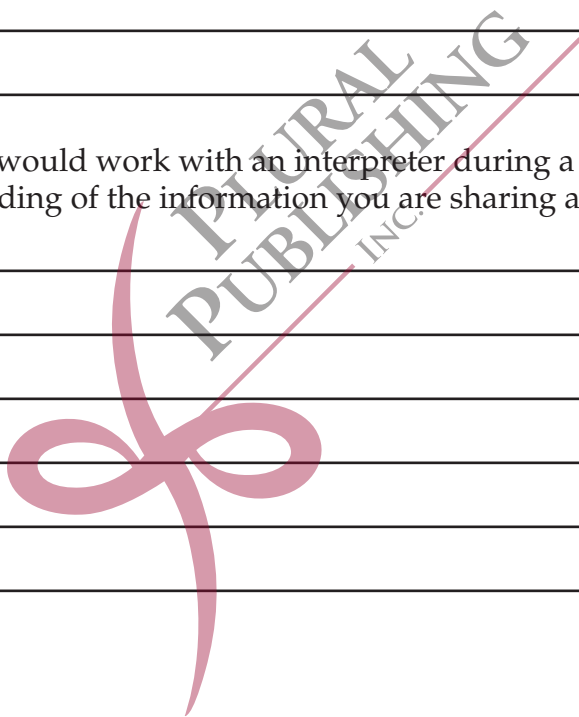 would work with an interpreter during a
ding of the information you are sharing a
PLURAL
PUBLISHING
INC.